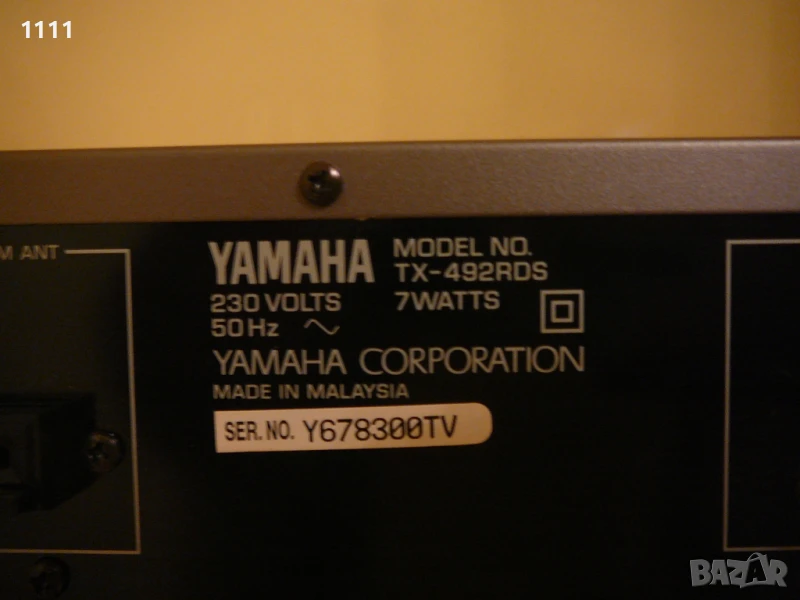 1111
M ANT
YAMAHA
MODEL NO.
TX-492RDS
230 VOLTS
7WATTS
50Hz
YAMAHA CORPORATION
MADE IN MALAYSIA
SER. NO. Y678300TV
BAZAR